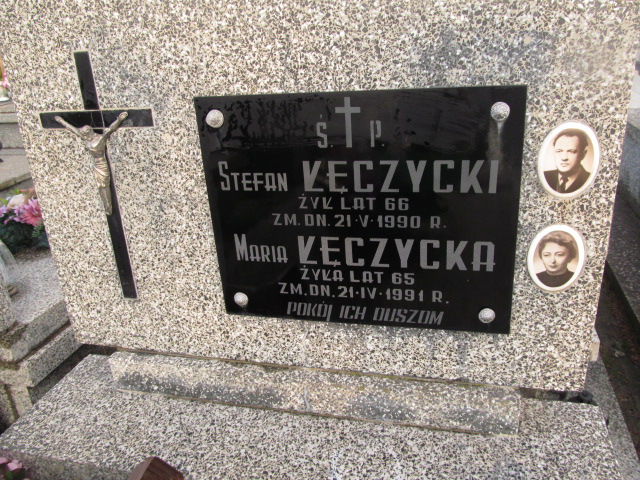 Ś. P.
STEFAN ŁĘCZYCKI
ŻYŁ LAT 66
ZM. DN. 21·V·1990 R.
MARIA ŁĘCZYCKA
ŻYŁA LAT 65
ZM. DN. 21·IV·1991 R.
POKÓJ ICH DUSZOM